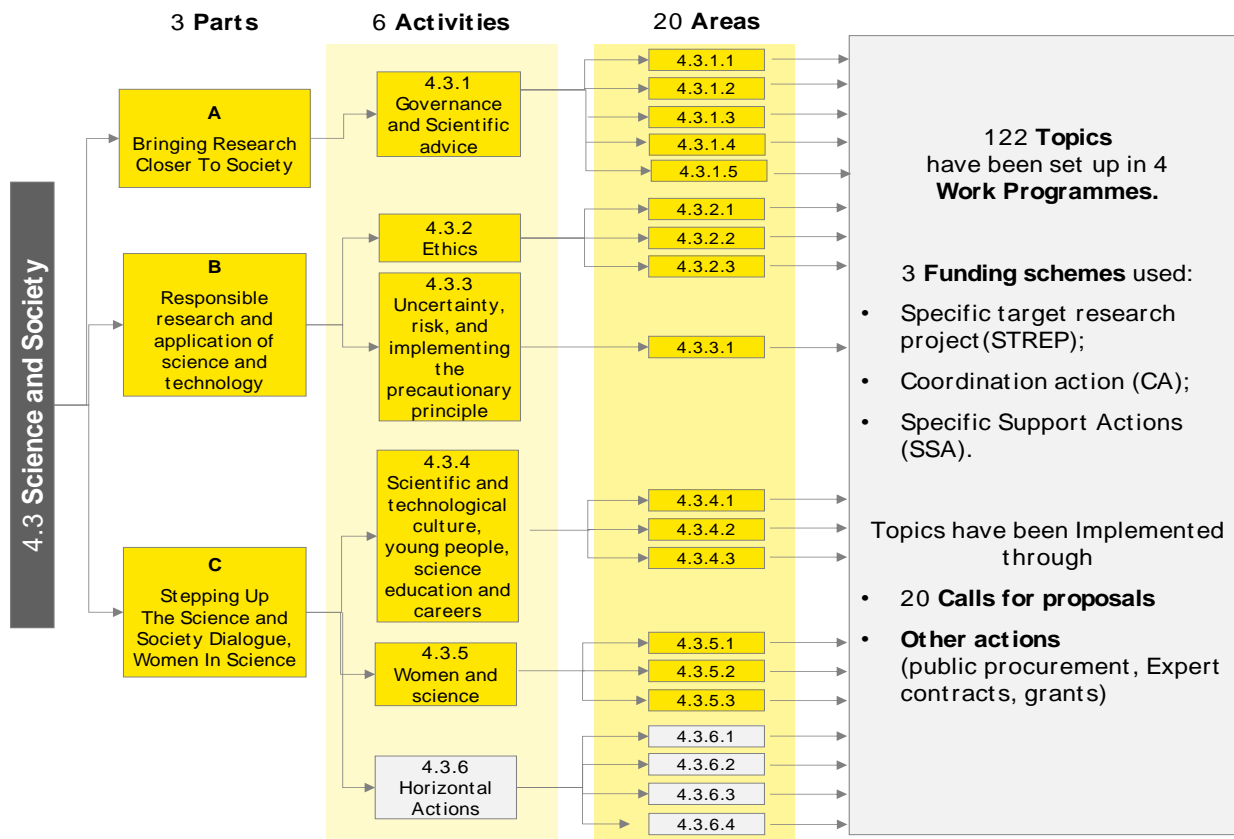 3 Parts
6 Activities
20 Areas
4.3 Science and Society
A
Bringing Research
Closer To Society
B
Responsible
research and
application of
science and
technology
C
Stepping Up
The Science and
Society Dialogue,
Women In Science
4.3.1
Governance
and Scientific
advice
4.3.2
Ethics
4.3.3
Uncertainty,
risk, and
implementing
the
precautionary
principle
4.3.4
Scientific and
technological
culture,
young people,
science
education and
careers
4.3.5
Women and
science
4.3.6
Horizontal
Actions
4.3.1.1
4.3.1.2
4.3.1.3
4.3.1.4
4.3.1.5
4.3.2.1
4.3.2.2
4.3.2.3
4.3.3.1
4.3.4.1
4.3.4.2
4.3.4.3
4.3.5.1
4.3.5.2
4.3.5.3
4.3.6.1
4.3.6.2
4.3.6.3
4.3.6.4
122 Topics
have been set up in 4
Work Programmes.
3 Funding schemes used:
• Specific target research
project(STREP);
• Coordination action (CA);
• Specific Support Actions
(SSA).
Topics have been Implemented
through
• 20 Calls for proposals
• Other actions
(public procurement, Expert
contracts, grants)